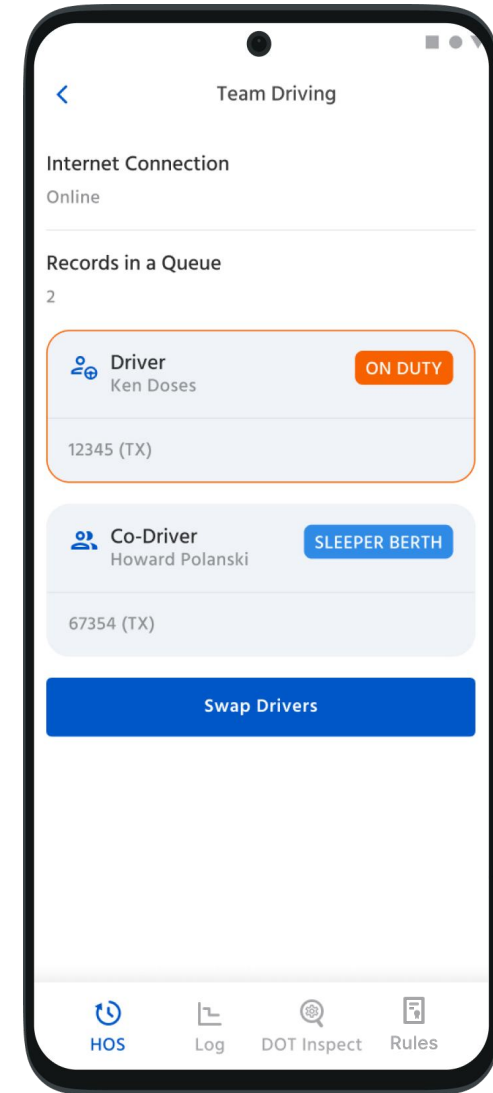 Team Driving
Internet Connection
Online
Records in a Queue
2
Driver
ON DUTY
Ken Doses
12345 (TX)
Co-Driver
SLEEPER BERTH
Howard Polanski
67354 (TX)
Swap Drivers
HOS
Log
DOT Inspect
Rules